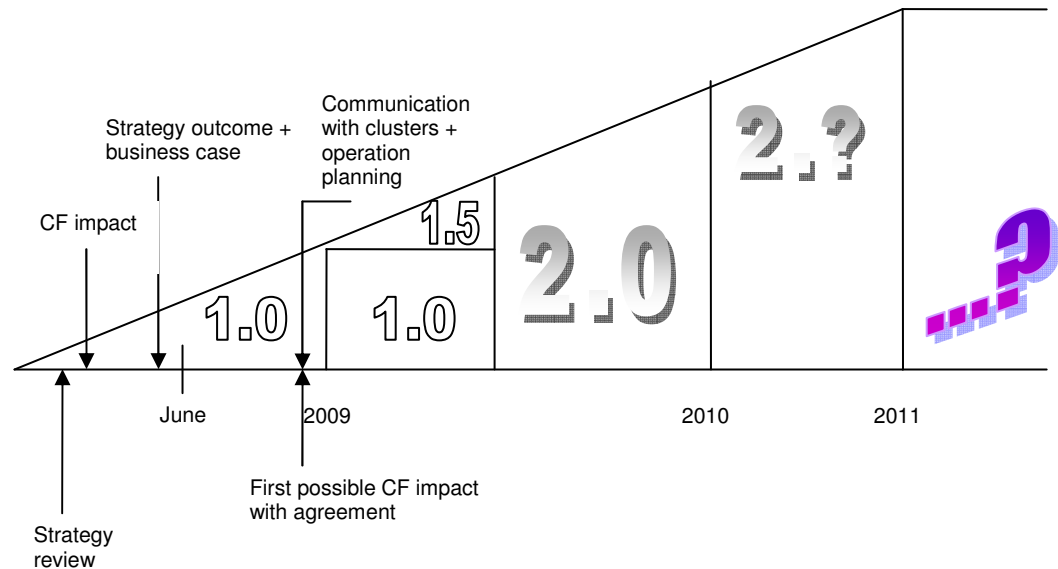 Communication
with clusters +
operation
planning
Strategy outcome +
business case
CF impact
1.0
1.5
1.0
2.0
2.?
...?
June
2009
2010
2011
First possible CF impact
with agreement
Strategy
review